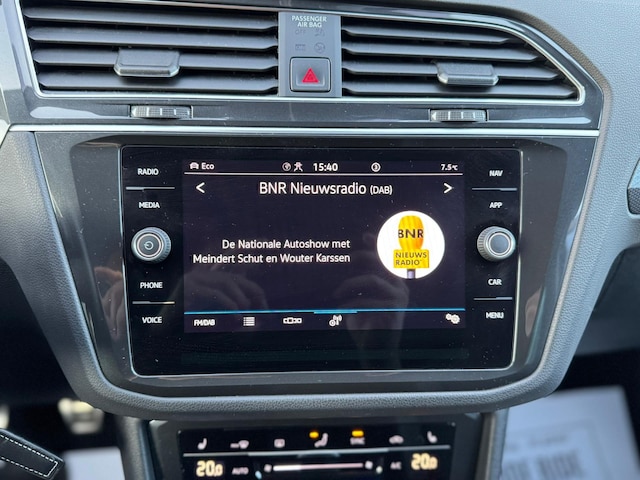 PASSENGER
AIR BAG
RADIO
MEDIA
PHONE
VOICE
Eco
15:40
7.5°C
< BNR Nieuwsradio (DAB) >
De Nationale Autoshow met
Meindert Schut en Wouter Karssen
BNR
NIEUWS
RADIO
FM/DAB
NAV
APP
CAR
MENU
20.0
AUTO
SYNC
A/C
20.0